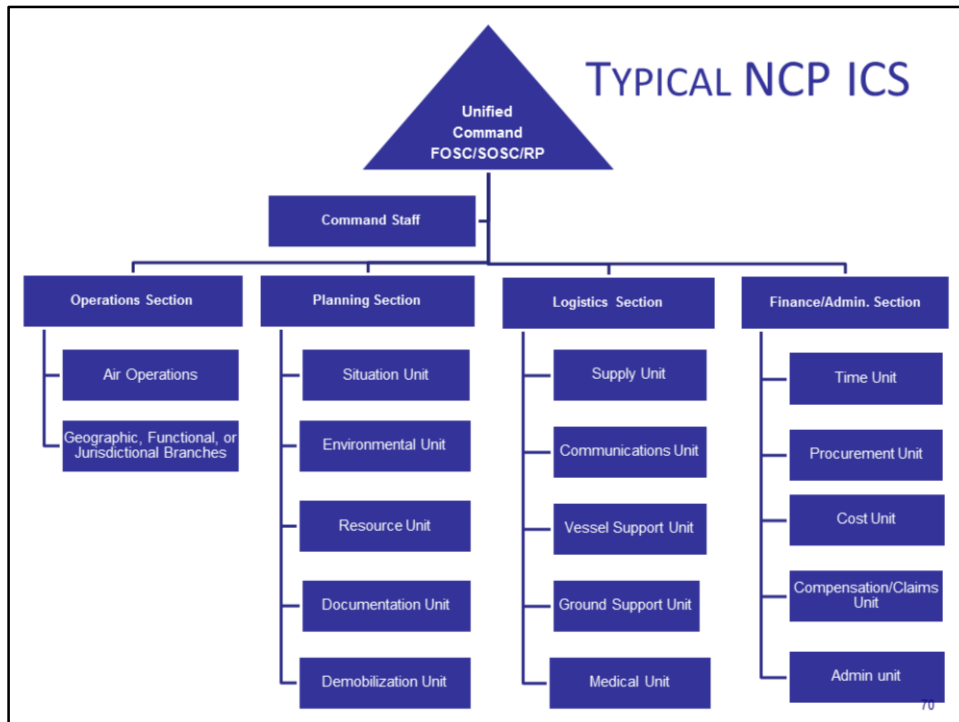 TYPICAL NCP ICS
Unified
Command
FOSC/SOSC/RP
Command Staff
Operations Section
Air Operations
Geographic, Functional, or
Jurisdictional Branches
Planning Section
Situation Unit
Environmental Unit
Resource Unit
Documentation Unit
Demobilization Unit
Logistics Section
Supply Unit
Communications Unit
Vessel Support Unit
Ground Support Unit
Medical Unit
Finance/Admin. Section
Time Unit
Procurement Unit
Cost Unit
Compensation/Claims
Unit
Admin unit
70